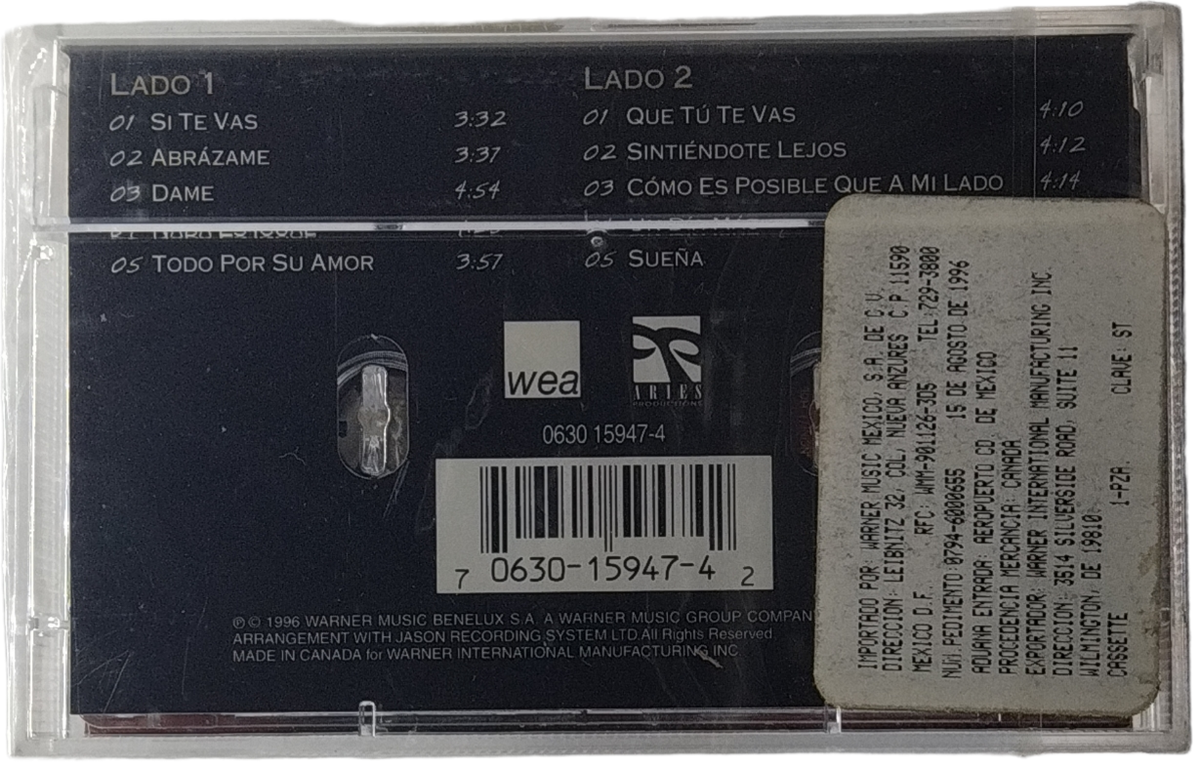 LADO 1
01 SI TE VAS 3:32
02 ABRÁZAME 3:37
03 DAME 4:54
05 TODO POR SU AMOR 3:57
LADO 2
01 QUE TÚ TE VAS 4:10
02 SINTIÉNDOTE LEJOS 4:12
03 CÓMO ES POSIBLE QUE A MI LADO 4:14
05 SUEÑA
wea
ARIES
PRODUCTIONS
0630 15947-4
7 0630-15947-4 2
℗ © 1996 WARNER MUSIC BENELUX S.A. A WARNER MUSIC GROUP COMPAN
ARRANGEMENT WITH JASON RECORDING SYSTEM LTD.All Rights Reserved
MADE IN CANADA for WARNER INTERNATIONAL MANUFACTURING INC
IMPORTADO POR: WARNER MUSIC MEXICO, S.A. DE C.V.
DIRECCION: LEIBNITZ 32, COL. NUEVA ANZURES C.P 11590
MEXICO D.F. RFC: WMM-901126-3D5 TEL:729-3800
NUM.PEDIMENTO:0794-6000655 15 DE AGOSTO DE 1996
ADUANA ENTRADA: AEROPUERTO CD DE MEXICO
PROCEDENCIA MERCANCIA: CANADA
EXPORTADOR: WARNER INTERNATIONAL MANUFACTURING INC.
DIRECCION: 3514 SILVERSIDE ROAD, SUITE 11
WILMINGTON, DE 19810
CASSETTE 1-PZA. CLAVE: ST